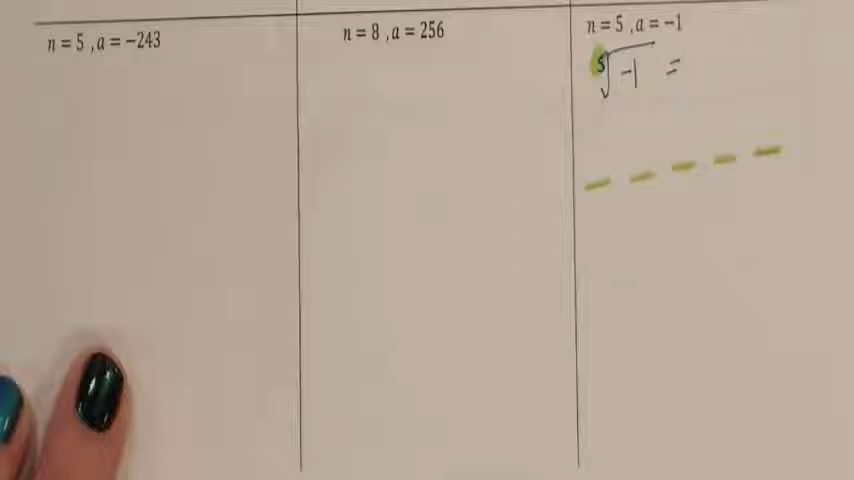 n = 5 , a = −243
n = 8 , a = 256
n = 5 , a = −1
⁵√−1 =